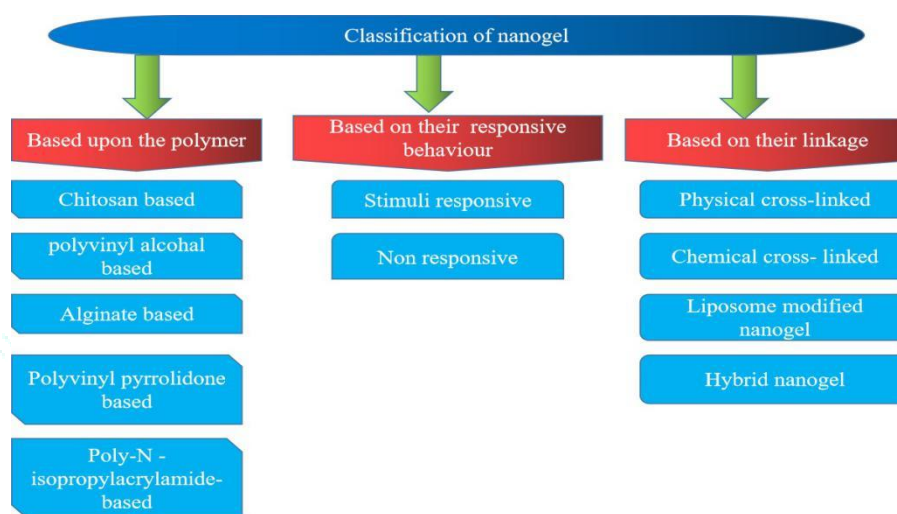 Classification of nanogel
Based upon the polymer
Chitosan based
polyvinyl alcohal
based
Alginate based
Polyvinyl pyrrolidone
based
Poly-N -
isopropylacrylamide-
based
Based on their responsive
behaviour
Stimuli responsive
Non responsive
Based on their linkage
Physical cross-linked
Chemical cross- linked
Liposome modified
nanogel
Hybrid nanogel